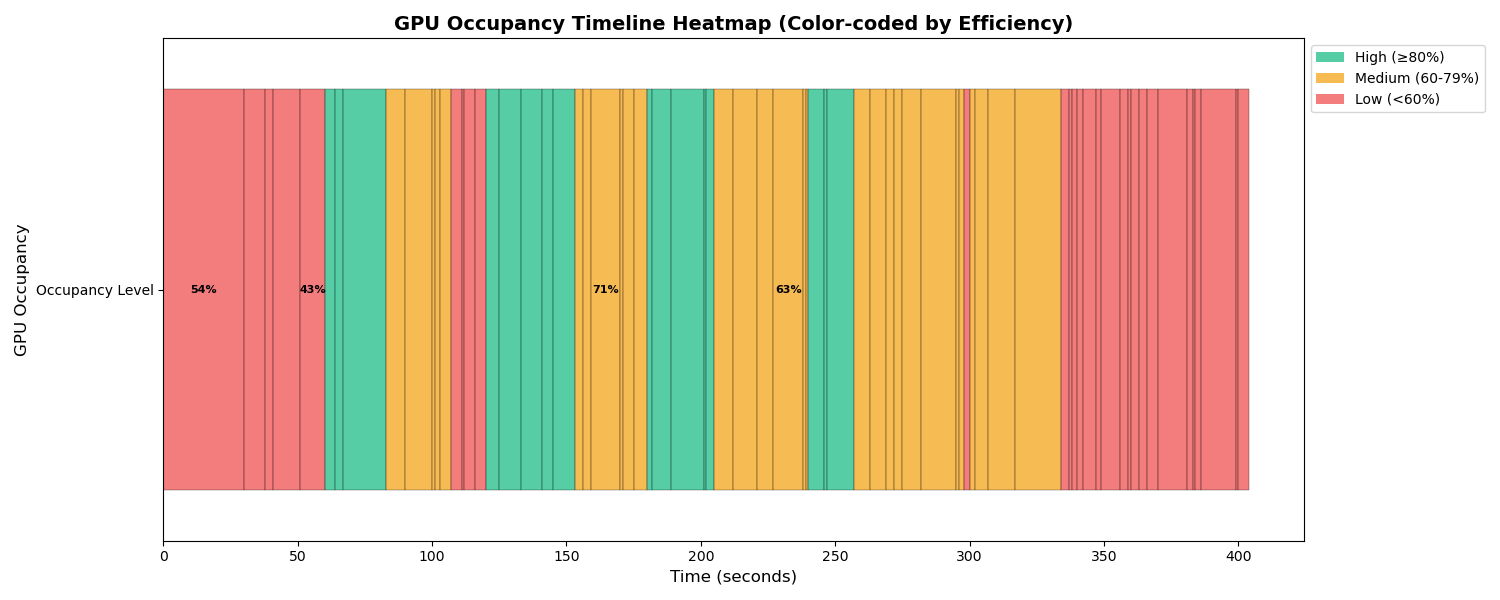 GPU Occupancy Timeline Heatmap (Color-coded by Efficiency)
High (≥80%)
Medium (60-79%)
Low (<60%)
GPU Occupancy
Occupancy Level
54%
43%
71%
63%
0
50
100
150
200
250
300
350
400
Time (seconds)